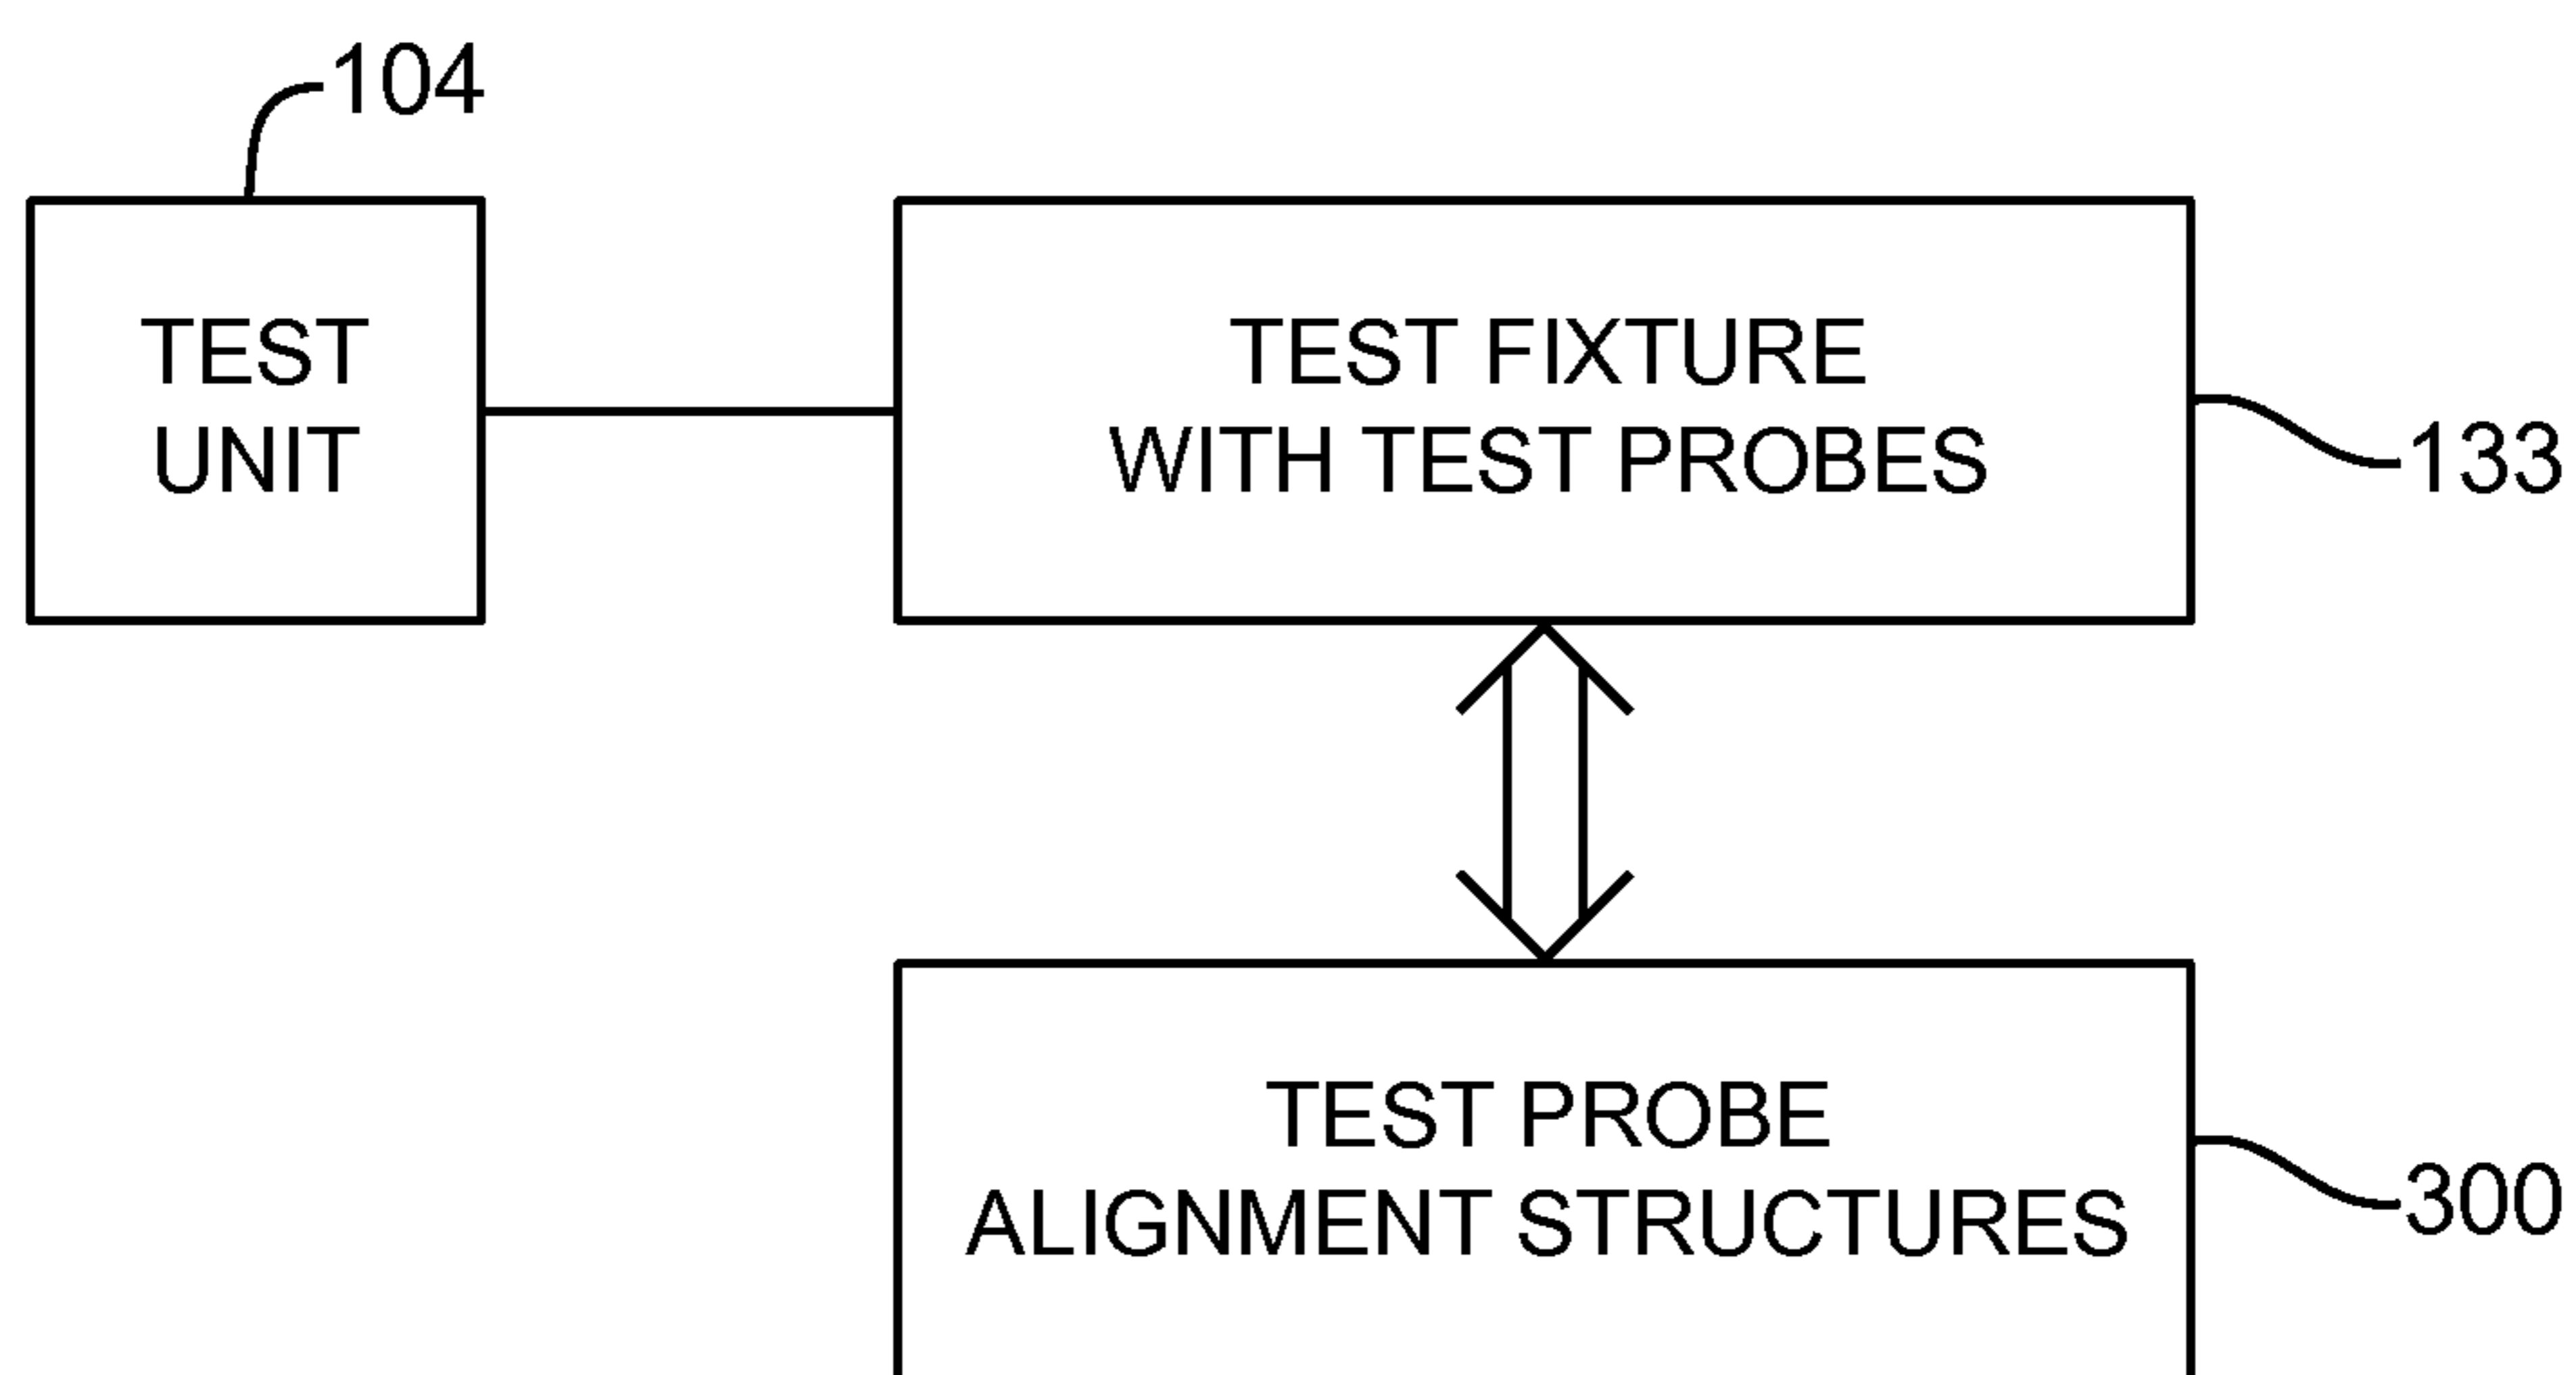 104
TEST
UNIT
TEST FIXTURE
WITH TEST PROBES
133
TEST PROBE
ALIGNMENT STRUCTURES
300